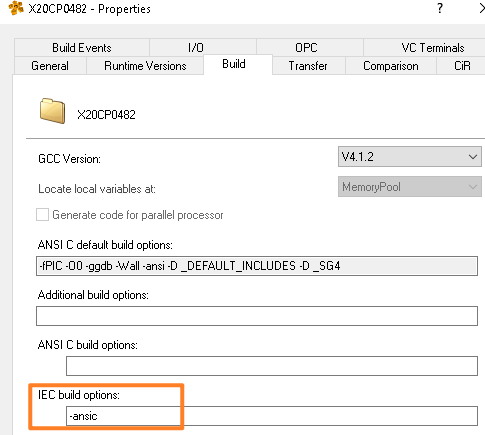 X20CP0482 - Properties ?
Build Events I/O OPC VC Terminals
General Runtime Versions Build Transfer Comparison CiR
X20CP0482
GCC Version: V4.1.2
Locate local variables at: MemoryPool
Generate code for parallel processor
ANSI C default build options:
-fPIC -O0 -ggdb -Wall -ansi -D _DEFAULT_INCLUDES -D _SG4
Additional build options:
ANSI C build options:
IEC build options:
-ansic